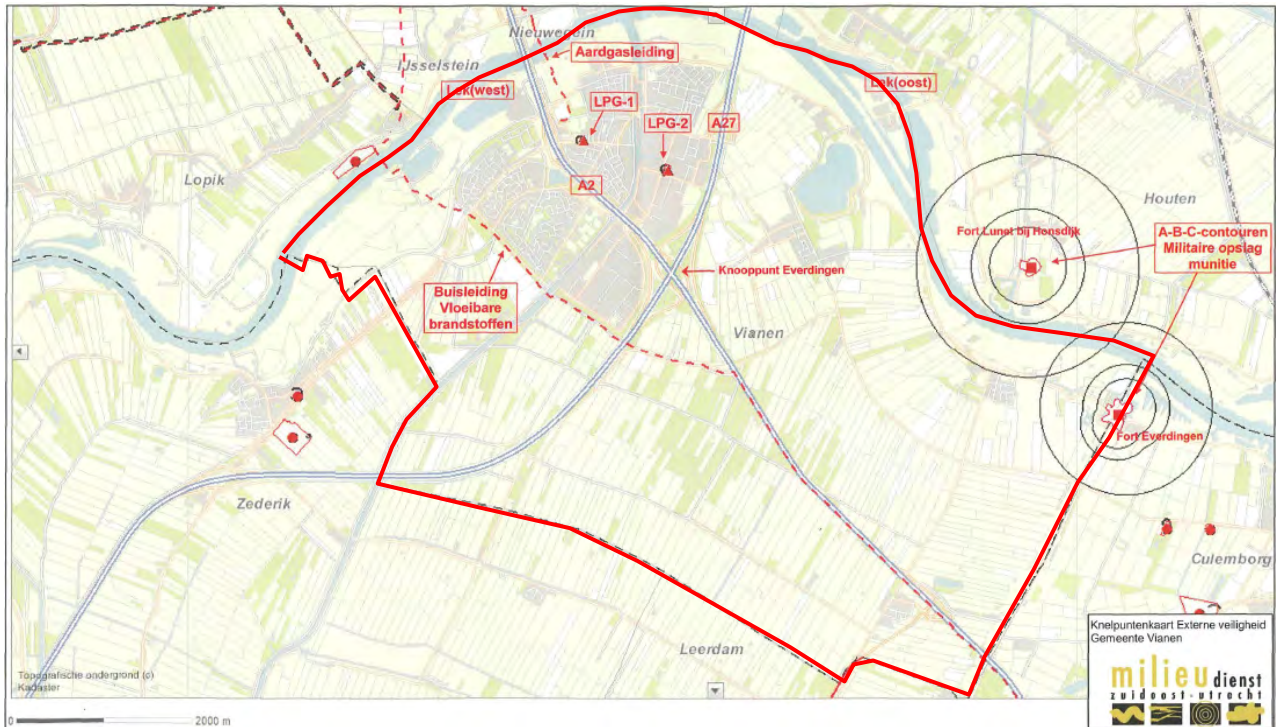 Nieuwegein
Aardgasleiding
IJsselstein
Lek(west)
Lek(oost)
LPG-1
LPG-2
A27
Lopik
A2
Houten
Fort Lunet bij Honsdijk
A-B-C-contouren
Militaire opslag
munitie
Knooppunt Everdingen
Buisleiding
Vloeibare
brandstoffen
Vianen
Fort Everdingen
Zederik
Culemborg
Leerdam
Knelpuntenkaart Externe veiligheid
Gemeente Vianen
milieu dienst
zuidoost-utrecht
Topografische ondergrond (c)
Kadaster
0 2000 m